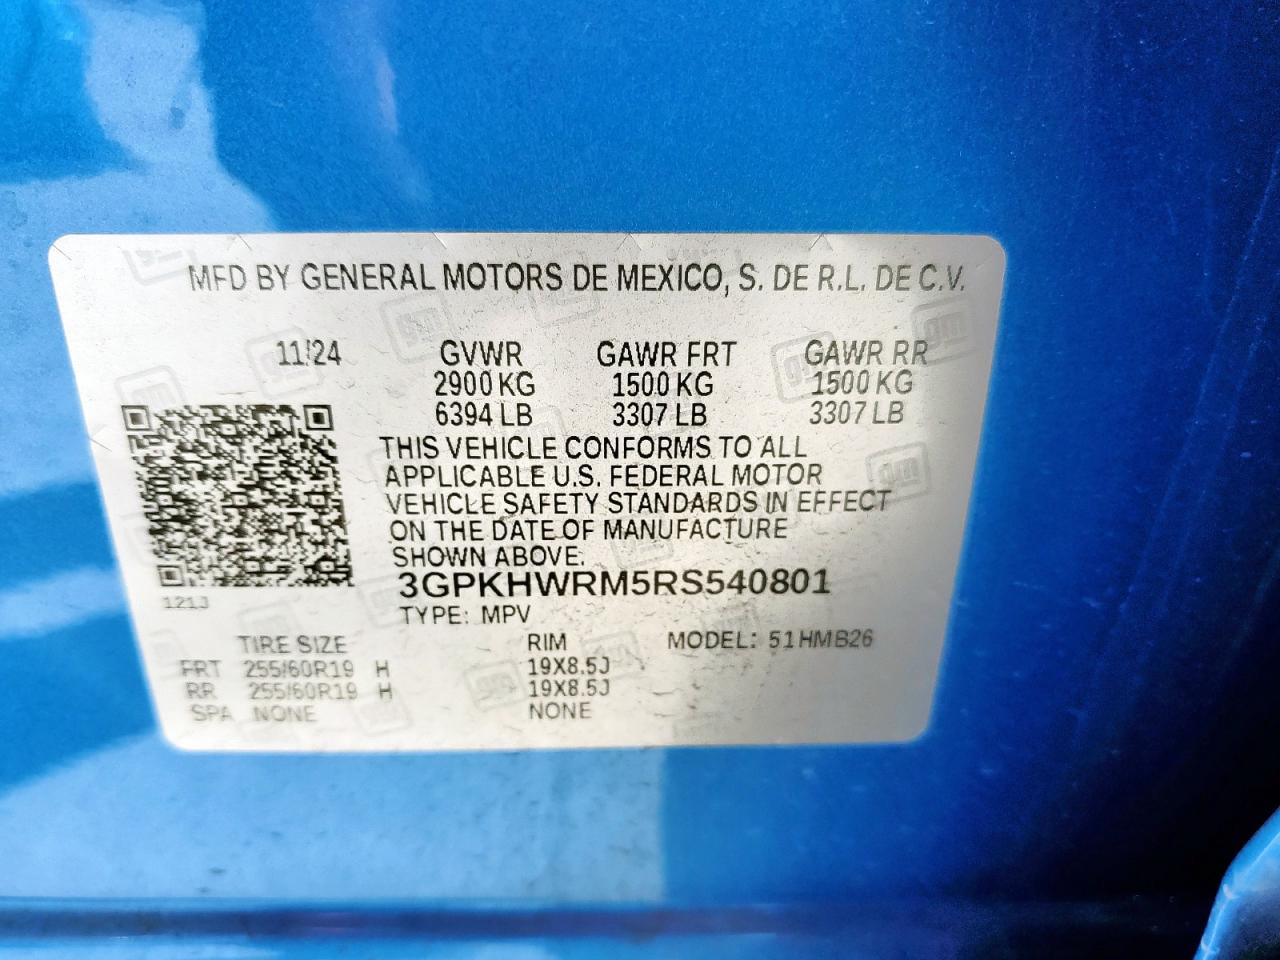 MFD BY GENERAL MOTORS DE MEXICO, S. DE R.L. DE C.V.
11/24 GVWR GAWR FRT GAWR RR
2900 KG 1500 KG 1500 KG
6394 LB 3307 LB 3307 LB
THIS VEHICLE CONFORMS TO ALL
APPLICABLE U.S. FEDERAL MOTOR
VEHICLE SAFETY STANDARDS IN EFFECT
ON THE DATE OF MANUFACTURE
SHOWN ABOVE.
3GPKHWRM5RS540801
121J
TYPE: MPV
TIRE SIZE RIM MODEL: 51HMB26
FRT 255/60R19 H 19X8.5J
RR 255/60R19 H 19X8.5J
SPA NONE NONE